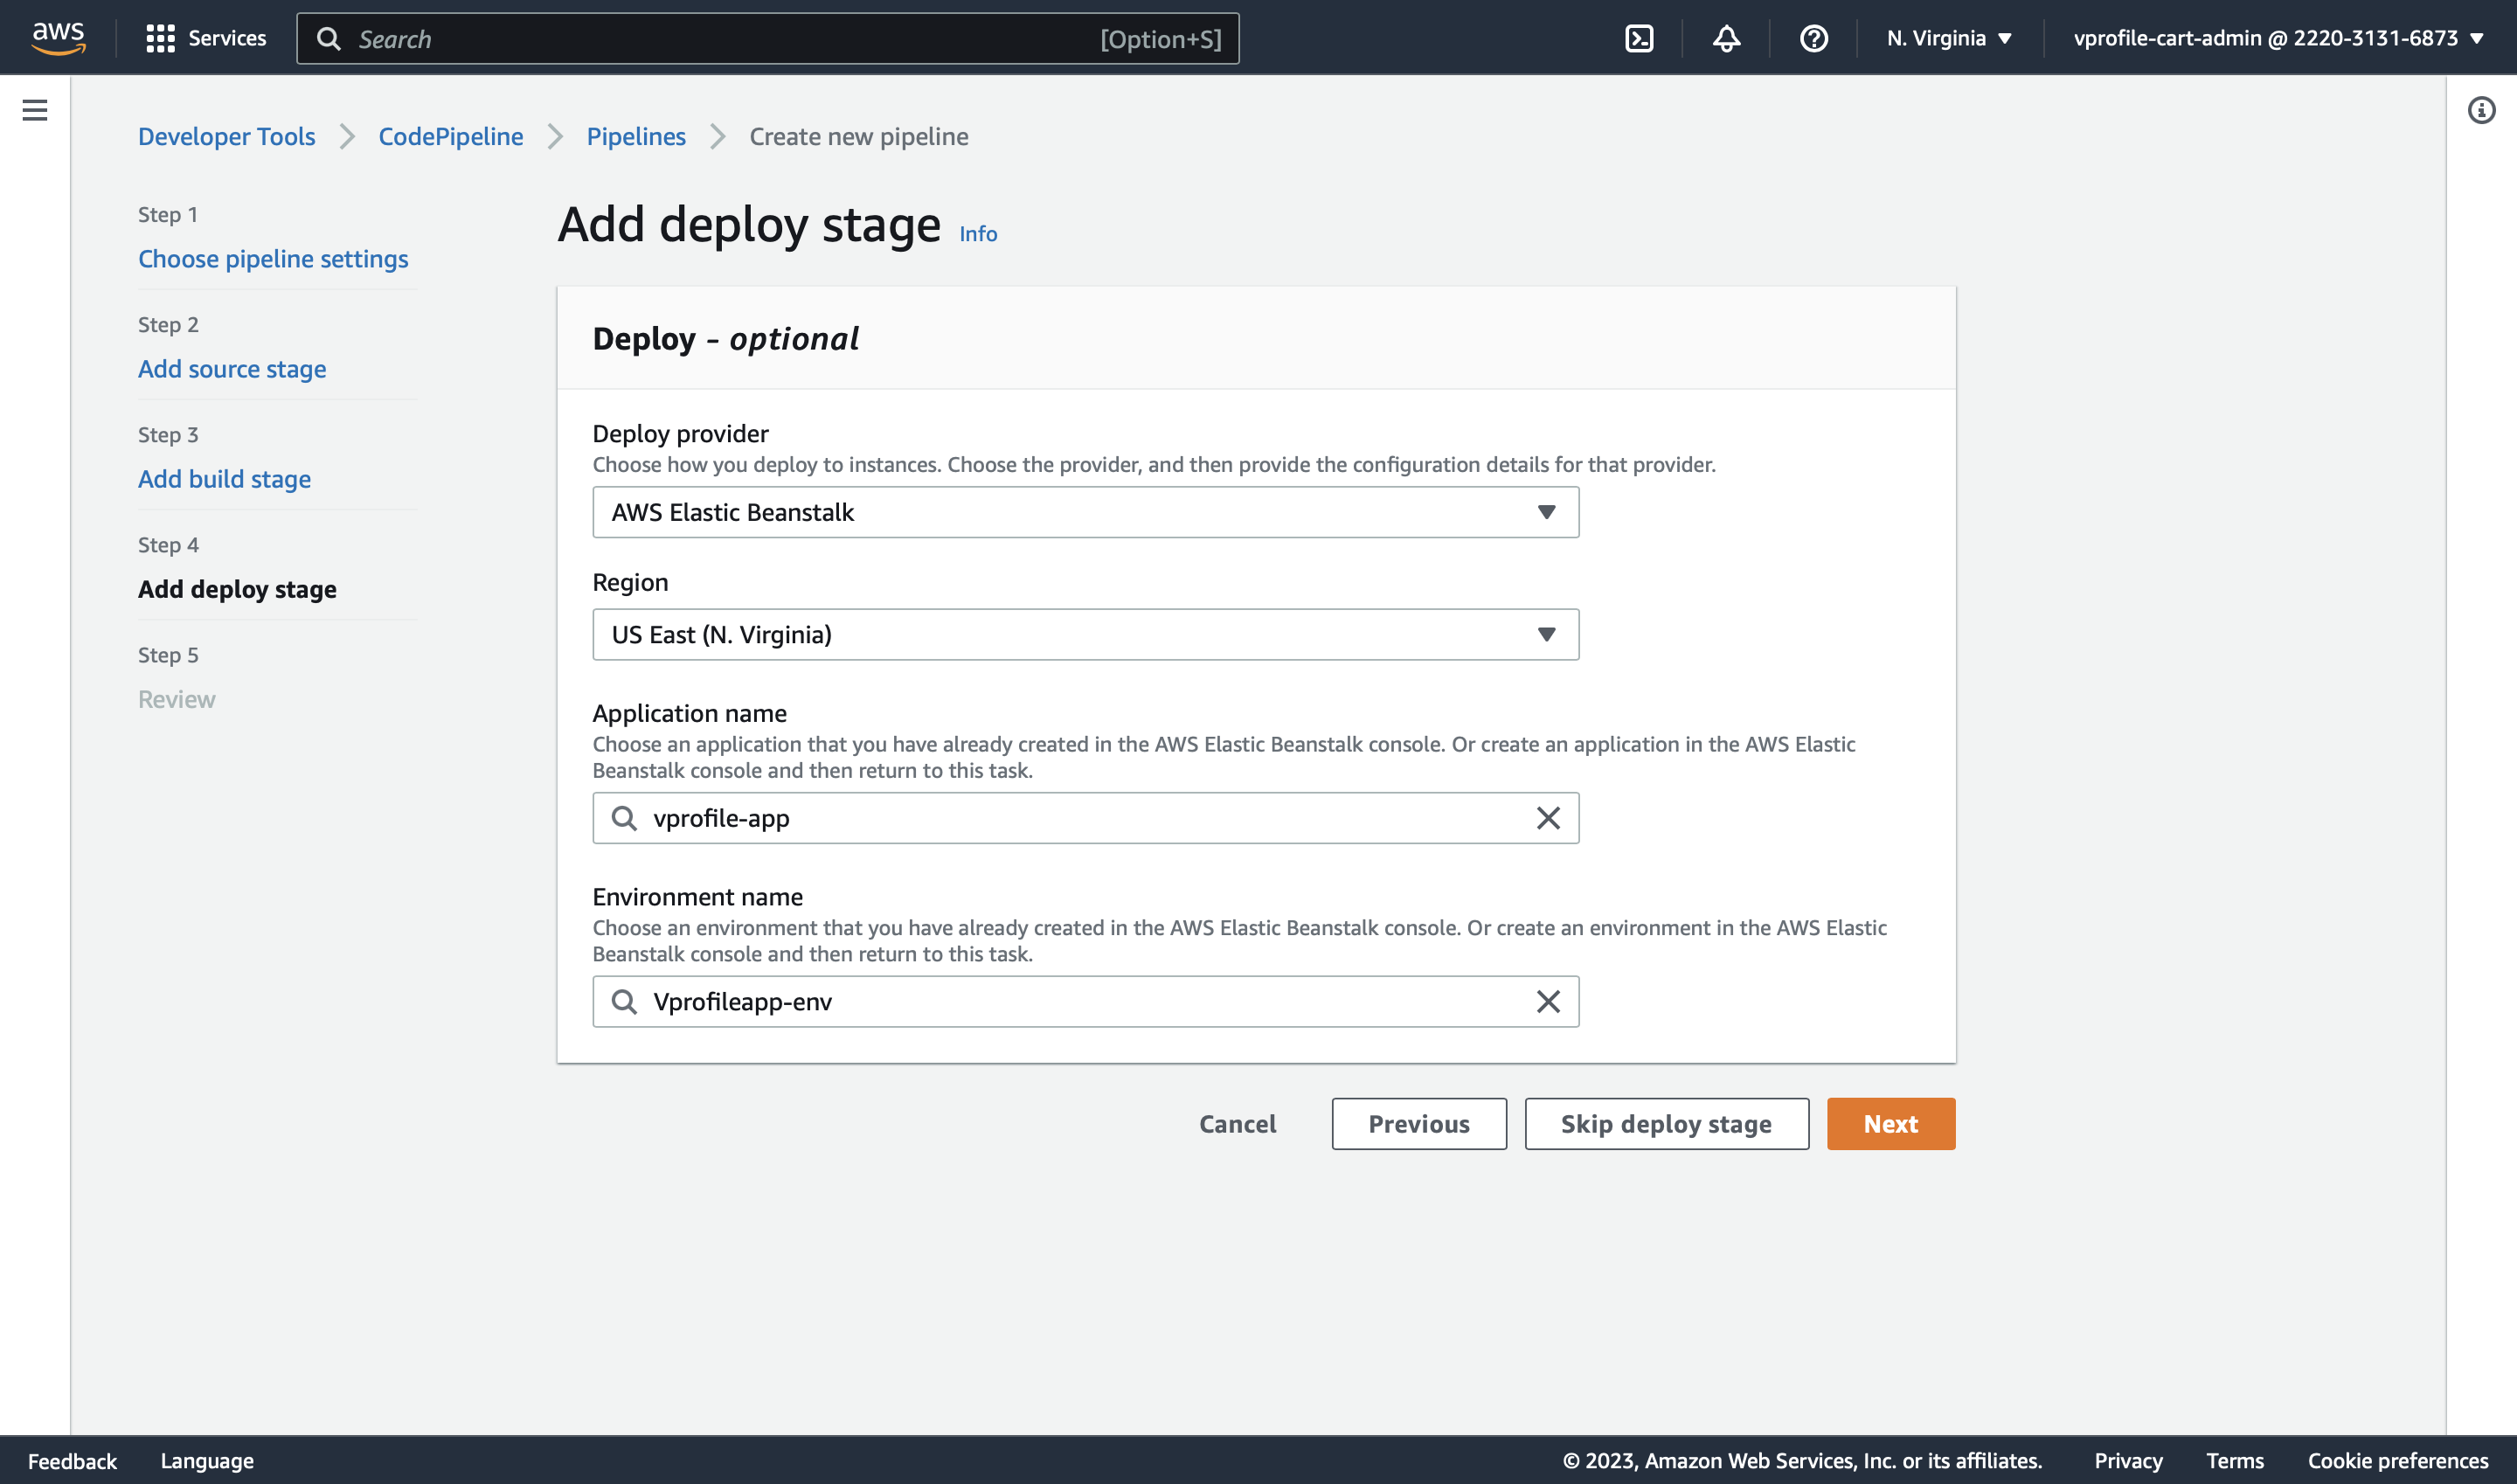 aws Services Search [Option+S] N. Virginia vprofile-cart-admin @ 2220-3131-6873
Developer Tools CodePipeline Pipelines Create new pipeline
Step 1
Choose pipeline settings
Step 2
Add source stage
Step 3
Add build stage
Step 4
Add deploy stage
Step 5
Review
Add deploy stage Info
Deploy - optional
Deploy provider
Choose how you deploy to instances. Choose the provider, and then provide the configuration details for that provider.
AWS Elastic Beanstalk
Region
US East (N. Virginia)
Application name
Choose an application that you have already created in the AWS Elastic Beanstalk console. Or create an application in the AWS Elastic
Beanstalk console and then return to this task.
vprofile-app
Environment name
Choose an environment that you have already created in the AWS Elastic Beanstalk console. Or create an environment in the AWS Elastic
Beanstalk console and then return to this task.
Vprofileapp-env
Cancel Previous Skip deploy stage Next
Feedback Language © 2023, Amazon Web Services, Inc. or its affiliates. Privacy Terms Cookie preferences